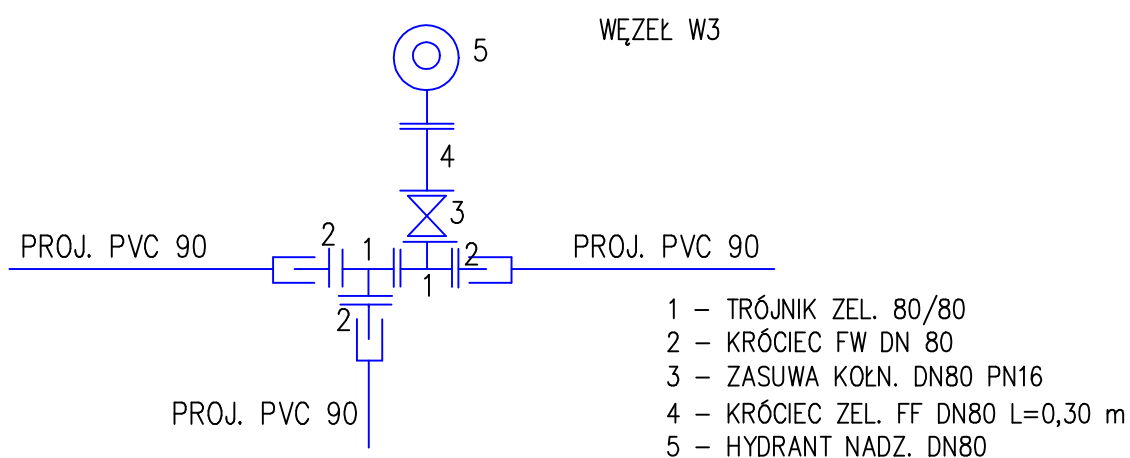 WĘZEŁ W3
5
4
3
PROJ. PVC 90
2
1
2
PROJ. PVC 90
1
2
PROJ. PVC 90
1 – TRÓJNIK ZEL. 80/80
2 – KRÓCIEC FW DN 80
3 – ZASUWA KOŁN. DN80 PN16
4 – KRÓCIEC ZEL. FF DN80 L=0,30 m
5 – HYDRANT NADZ. DN80